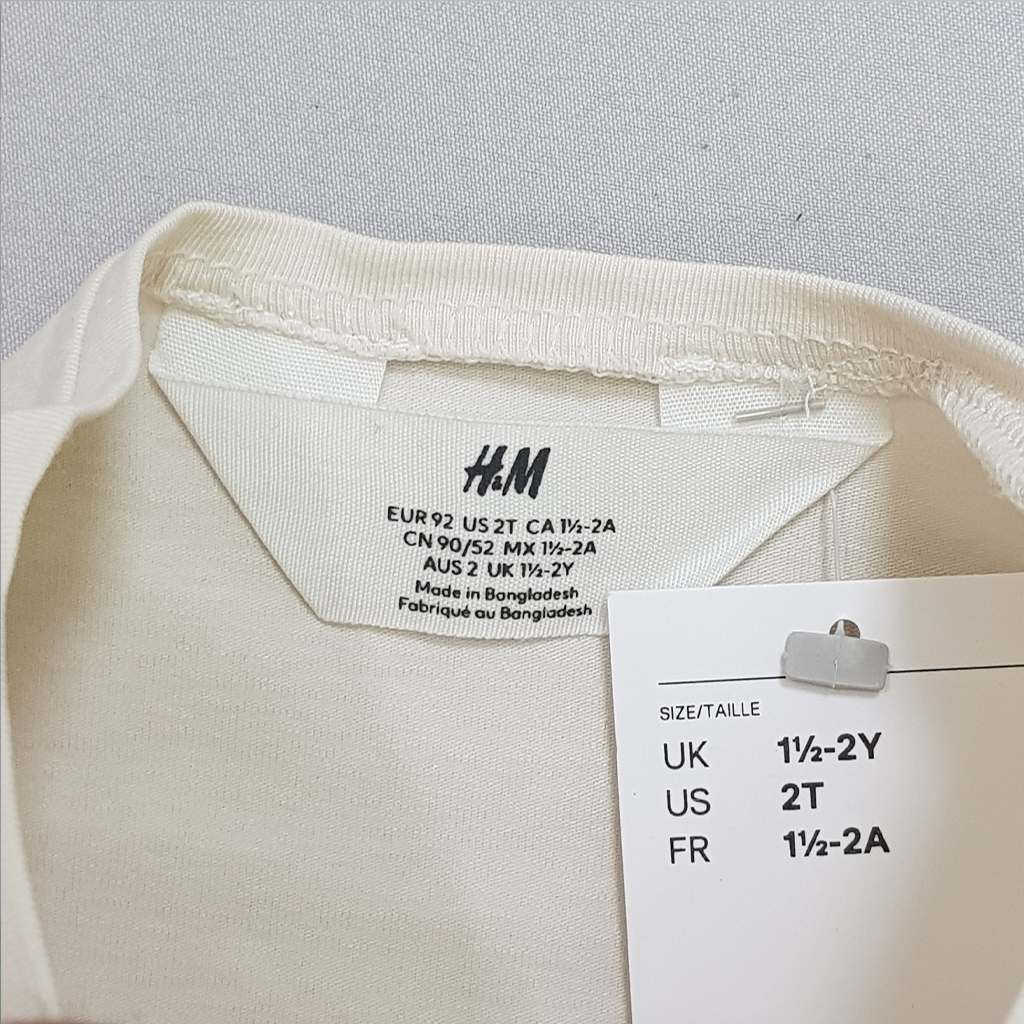 H&M
EUR 92 US 2T CA 1½-2A
CN 90/52 MX 1½-2A
AUS 2 UK 1½-2Y
Made in Bangladesh
Fabriqué au Bangladesh
SIZE/TAILLE
UK 1½-2Y
US 2T
FR 1½-2A